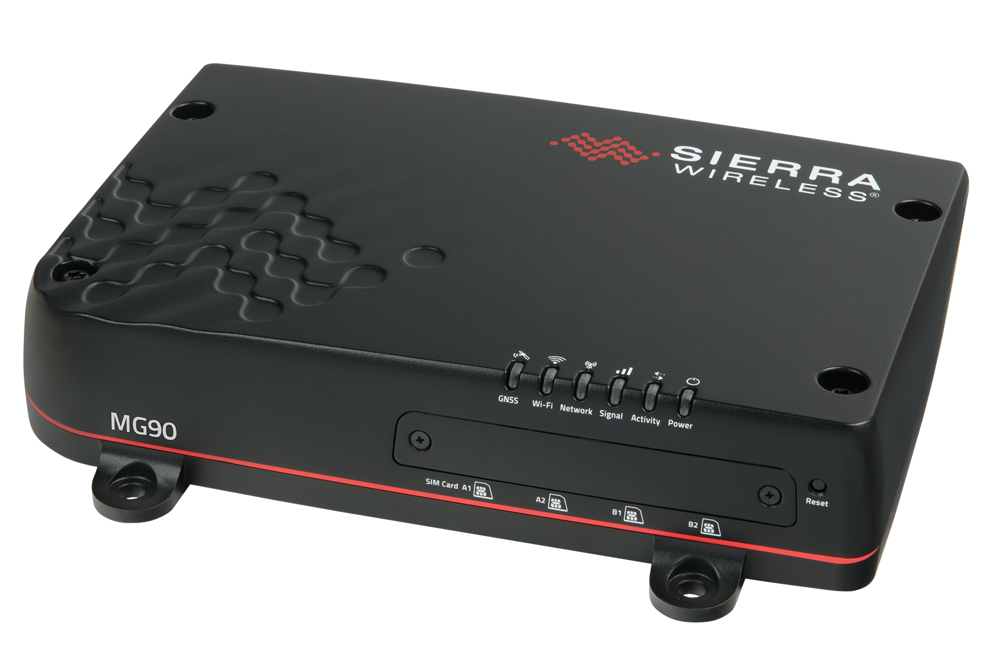 SIERRA
WIRELESS®
GNSS Wi-Fi Network Signal Activity Power
MG90
SIM Card A1 A2 B1 B2
Reset